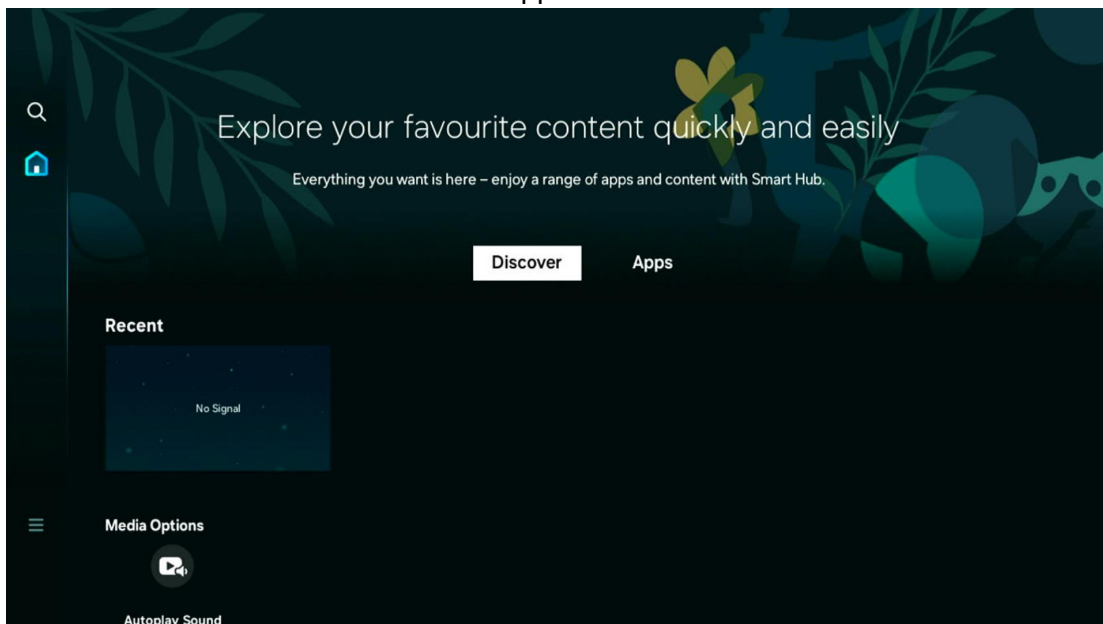 Explore your favourite content quickly and easily
Everything you want is here – enjoy a range of apps and content with Smart Hub.
Discover Apps
Recent
No Signal
Media Options
Autoplay Sound